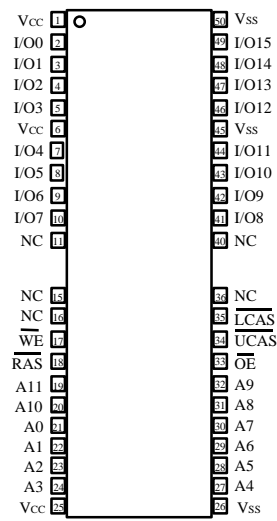 Vcc 1 50 Vss
I/O0 2 49 I/O15
I/O1 3 48 I/O14
I/O2 4 47 I/O13
I/O3 5 46 I/O12
Vcc 6 45 Vss
I/O4 7 44 I/O11
I/O5 8 43 I/O10
I/O6 9 42 I/O9
I/O7 10 41 I/O8
NC 11 40 NC
NC 15 36 NC
NC 16 35 LCAS
WE 17 34 UCAS
RAS 18 33 OE
A11 19 32 A9
A10 20 31 A8
A0 21 30 A7
A1 22 29 A6
A2 23 28 A5
A3 24 27 A4
Vcc 25 26 Vss